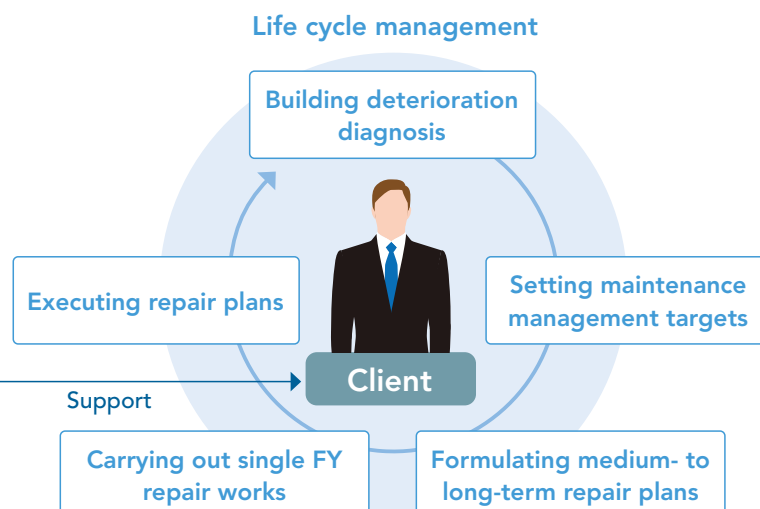 Life cycle management
Building deterioration
diagnosis
Executing repair plans
Setting maintenance
management targets
Client
Support
Carrying out single FY
repair works
Formulating medium- to
long-term repair plans